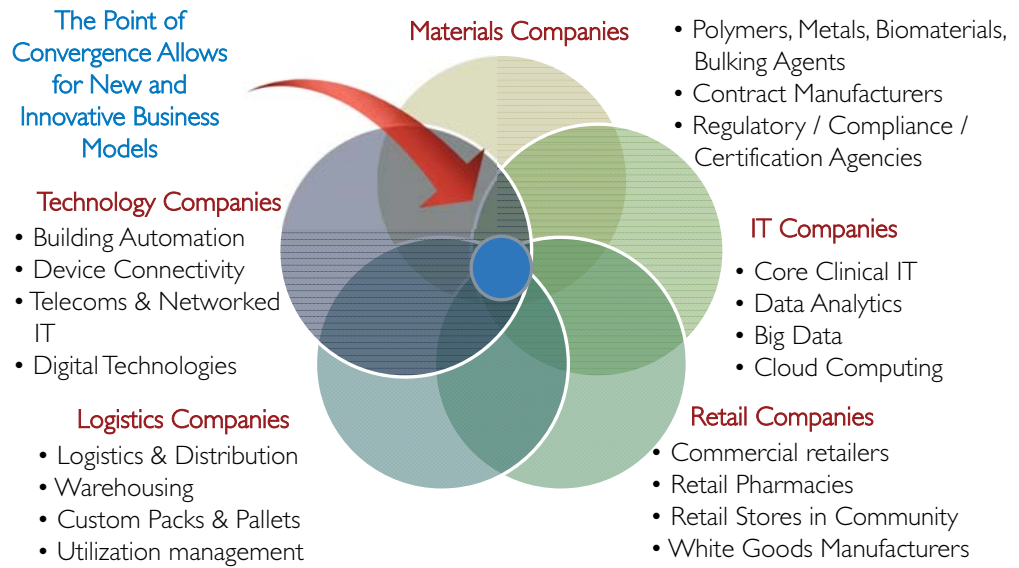 The Point of
Convergence Allows
for New and
Innovative Business
Models
Materials Companies
• Polymers, Metals, Biomaterials,
Bulking Agents
• Contract Manufacturers
• Regulatory / Compliance /
Certification Agencies
Technology Companies
• Building Automation
• Device Connectivity
• Telecoms & Networked
IT
• Digital Technologies
IT Companies
• Core Clinical IT
• Data Analytics
• Big Data
• Cloud Computing
Logistics Companies
• Logistics & Distribution
• Warehousing
• Custom Packs & Pallets
• Utilization management
Retail Companies
• Commercial retailers
• Retail Pharmacies
• Retail Stores in Community
• White Goods Manufacturers